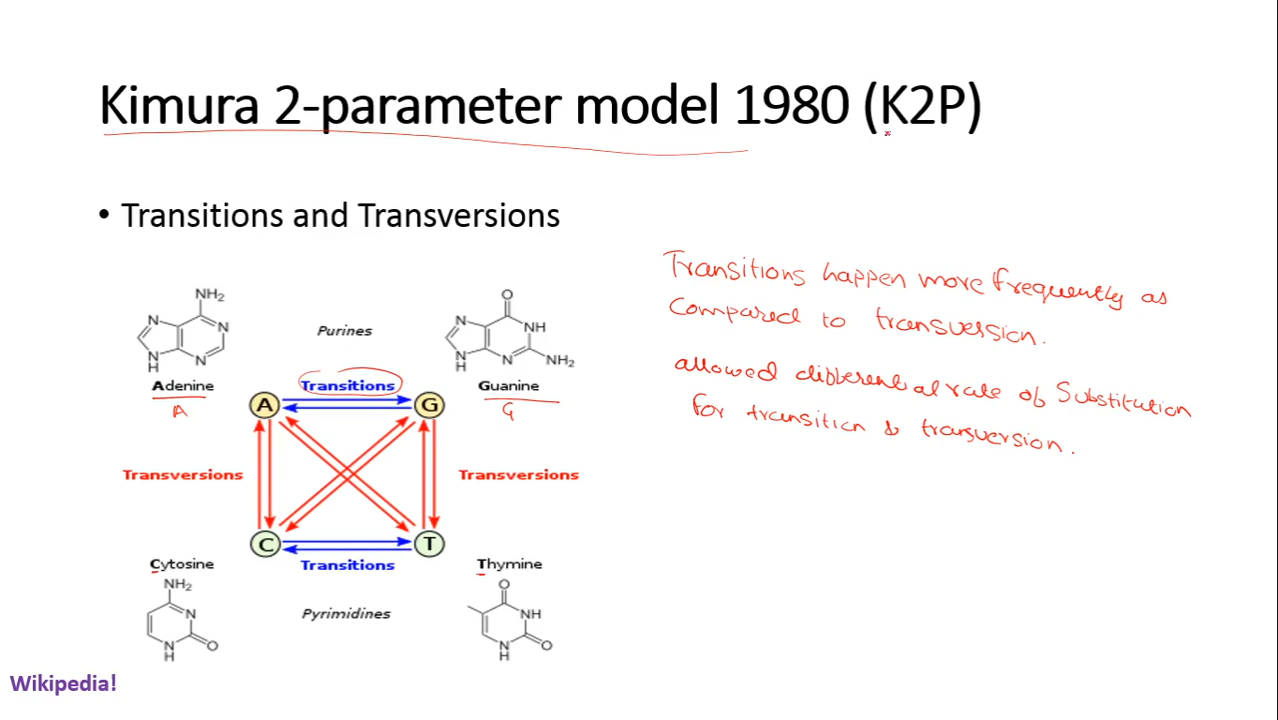 Kimura 2-parameter model 1980 (K2P)
• Transitions and Transversions
Transitions happen more frequently as
compared to transversion.
allowed differential rate of Substitution
for transition & transversion.
NH2
N
N
N
N
H
Adenine
A
Purines
O
N
NH
N
N
NH2
H
Guanine
G
Transitions
A
G
Transversions
Transversions
C
T
Transitions
Cytosine
Thymine
Pyrimidines
NH2
N
N
O
H
O
NH
N
O
H
Wikipedia!